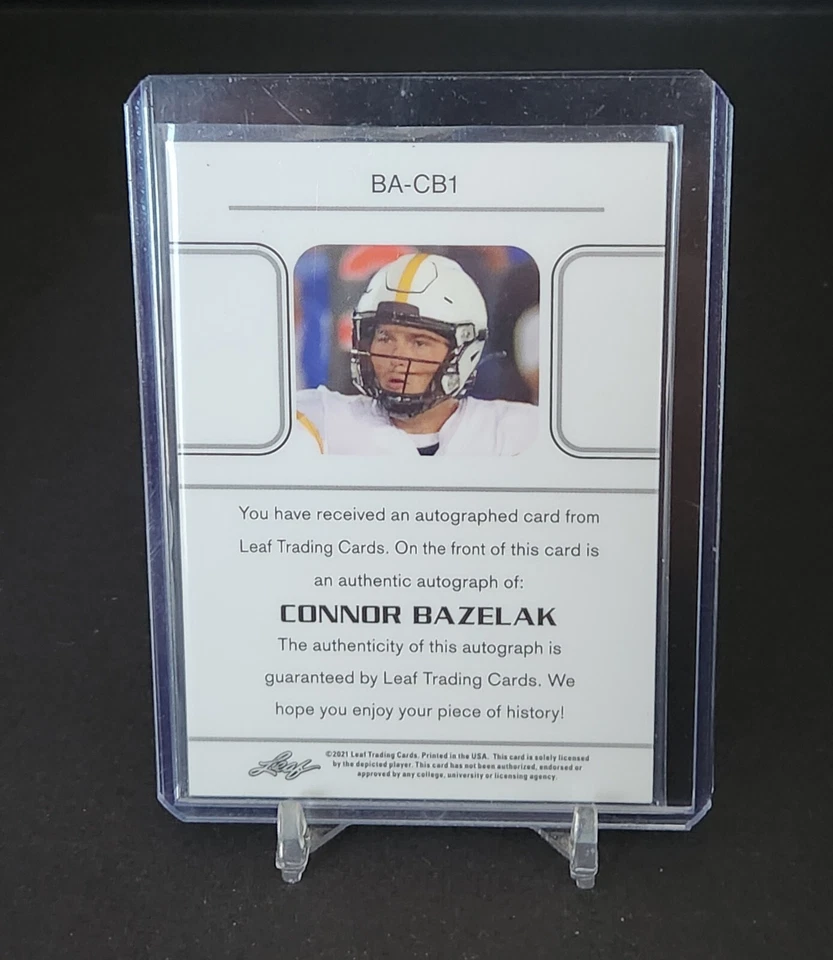 BA-CB1
You have received an autographed card from
Leaf Trading Cards. On the front of this card is
an authentic autograph of:
CONNOR BAZELAK
The authenticity of this autograph is
guaranteed by Leaf Trading Cards. We
hope you enjoy your piece of history!
Leaf
©2021 Leaf Trading Cards. Printed in the USA. This card is solely licensed
by the depicted player. This card has not been authorized, endorsed or
approved by any college, university or licensing agency.